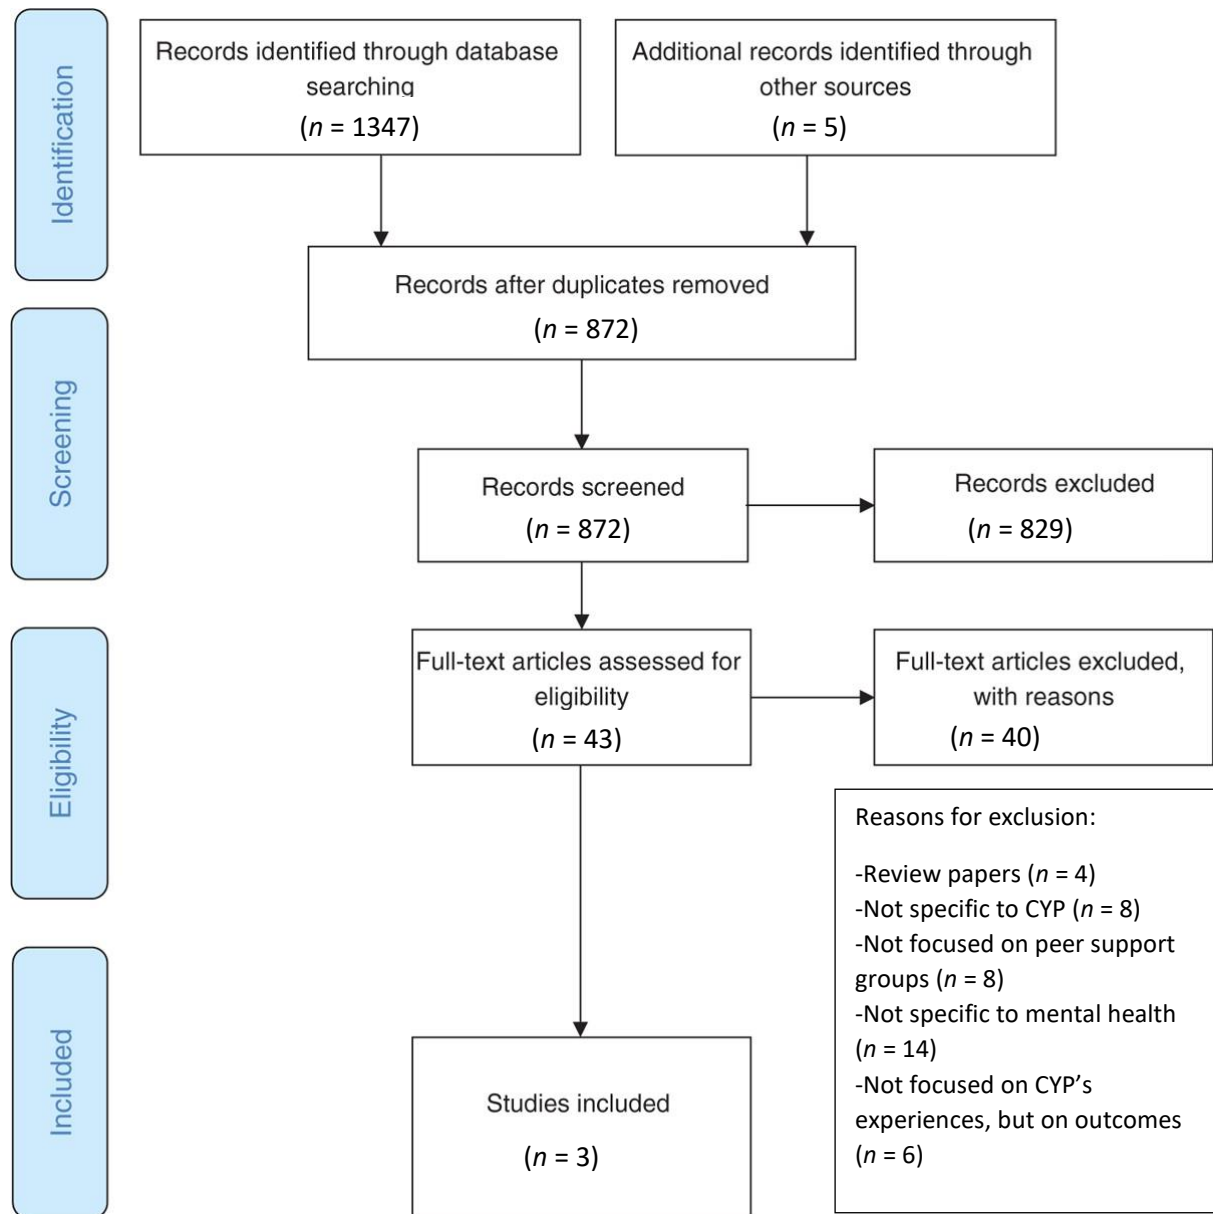 Identification
Records identified through database
searching
(n = 1347)
Additional records identified through
other sources
(n = 5)
Records after duplicates removed
(n = 872)
Screening
Records screened
(n = 872)
Records excluded
(n = 829)
Eligibility
Full-text articles assessed for
eligibility
(n = 43)
Full-text articles excluded,
with reasons
(n = 40)
Reasons for exclusion:
-Review papers (n = 4)
-Not specific to CYP (n = 8)
-Not focused on peer support
groups (n = 8)
-Not specific to mental health
(n = 14)
-Not focused on CYP’s
experiences, but on outcomes
(n = 6)
Included
Studies included
(n = 3)